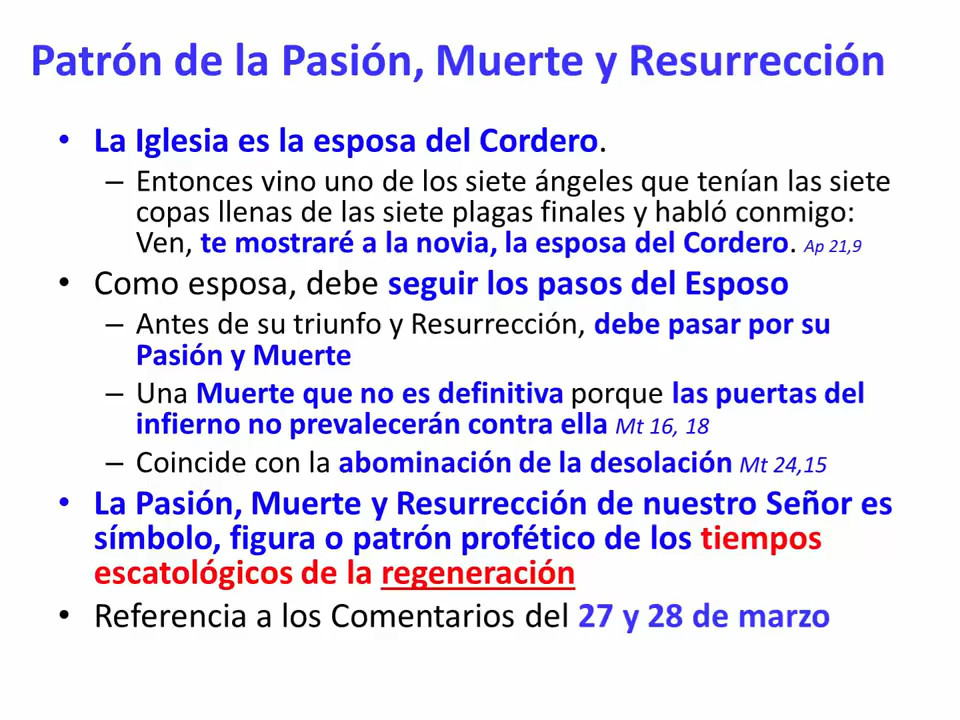 Patrón de la Pasión, Muerte y Resurrección
• La Iglesia es la esposa del Cordero.
– Entonces vino uno de los siete ángeles que tenían las siete
copas llenas de las siete plagas finales y habló conmigo:
Ven, te mostraré a la novia, la esposa del Cordero. Ap 21,9
• Como esposa, debe seguir los pasos del Esposo
– Antes de su triunfo y Resurrección, debe pasar por su
Pasión y Muerte
– Una Muerte que no es definitiva porque las puertas del
infierno no prevalecerán contra ella Mt 16, 18
– Coincide con la abominación de la desolación Mt 24,15
• La Pasión, Muerte y Resurrección de nuestro Señor es
símbolo, figura o patrón profético de los tiempos
escatológicos de la regeneración
• Referencia a los Comentarios del 27 y 28 de marzo